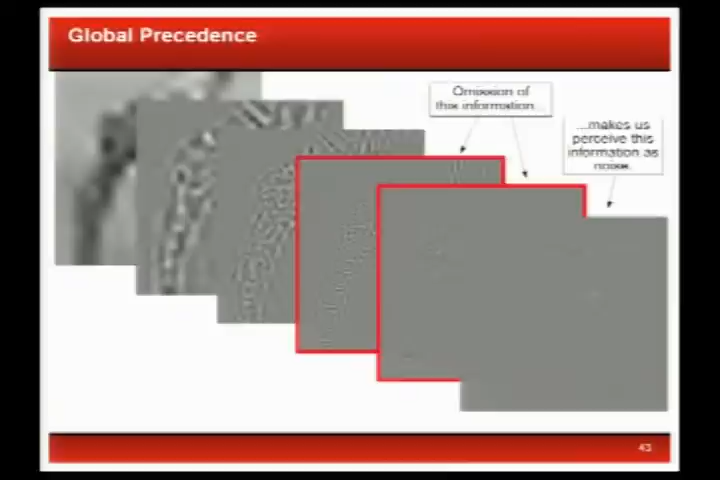 Global Precedence
Omission of
this information...
...makes us
perceive this
information as
noise.
43